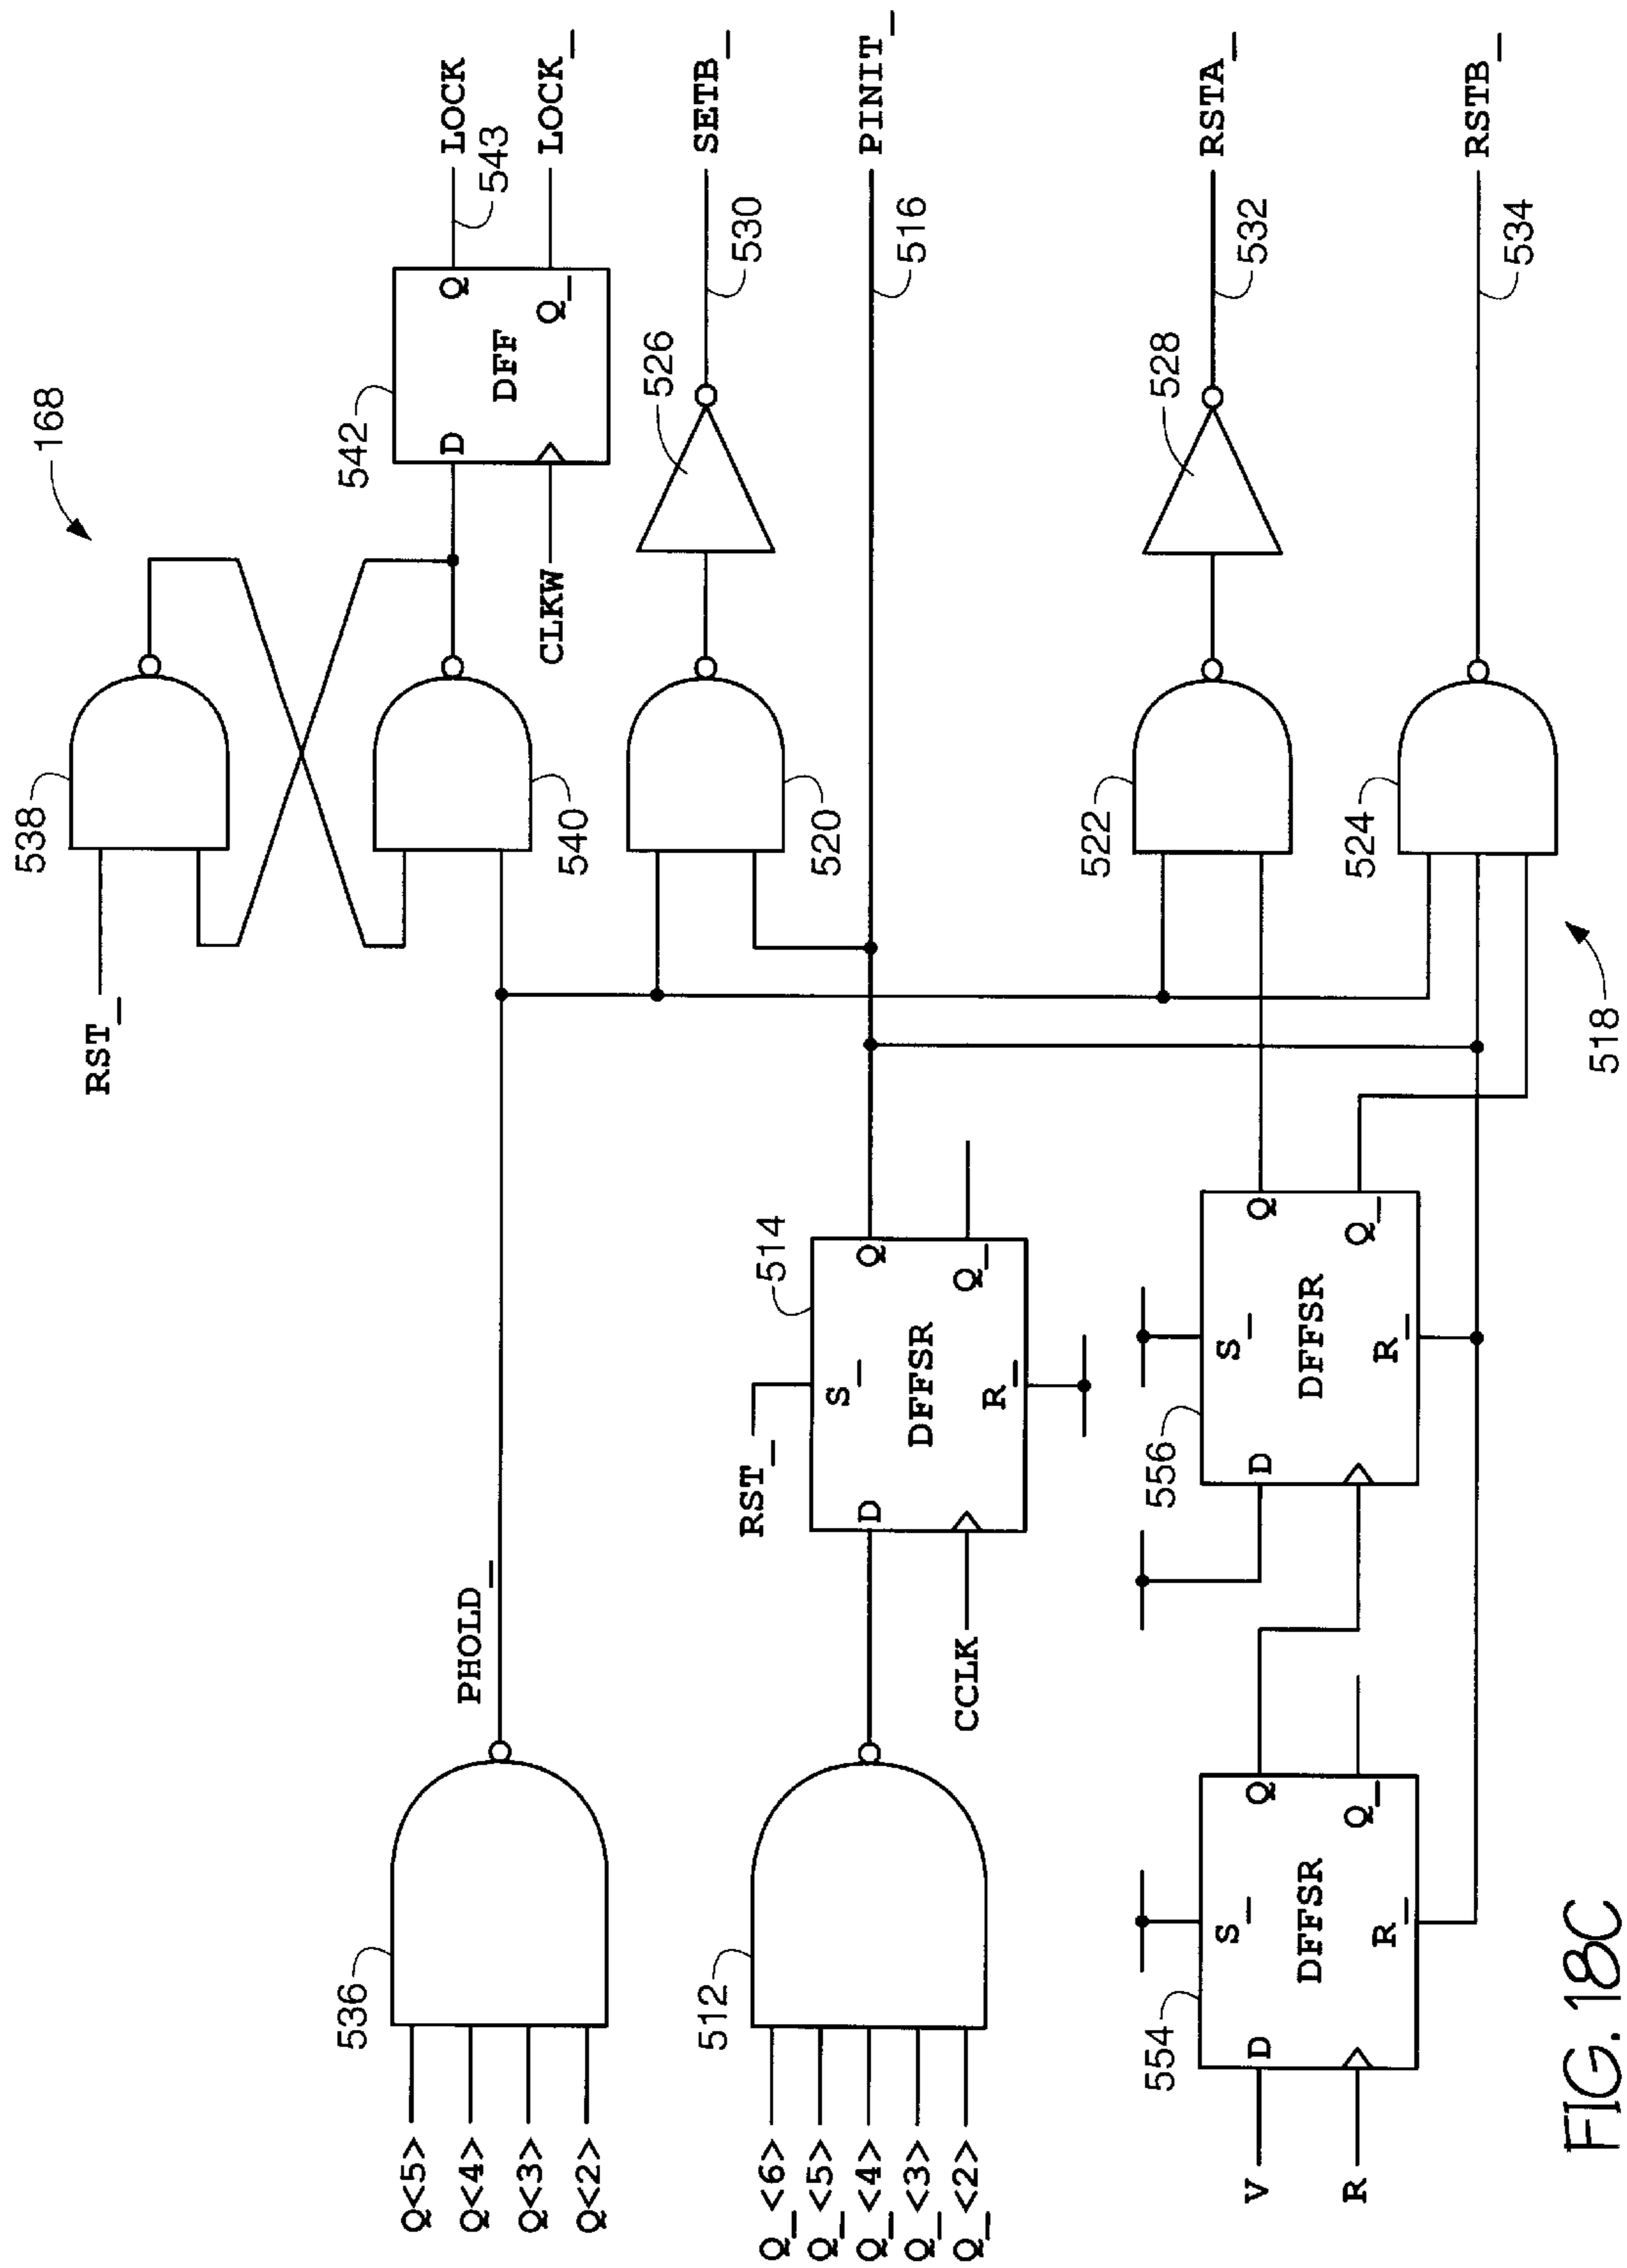 168
538
RST_
542
D
Q
DFF
Q_
LOCK
543
LOCK_
540
CLKW
PHOLD_
536
Q<5>
Q<4>
Q<3>
Q<2>
526
SETB_
530
520
PINIT_
516
512
Q_<6>
Q_<5>
Q_<4>
Q_<3>
Q_<2>
RST_
514
S_
D
Q
DFFSR
R_
Q_
CCLK
554
V
R
D
S_
Q
DFFSR
R_
Q_
556
D
S_
Q
DFFSR
R_
Q_
522
528
RSTA_
532
524
RSTB_
534
518
FIG. 18C